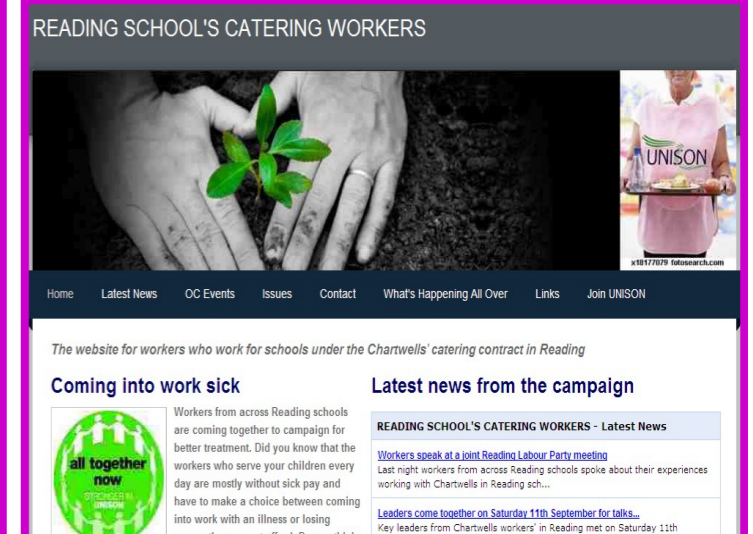 READING SCHOOL'S CATERING WORKERS
UNISON
x18177079 fotosearch.com
Home Latest News OC Events Issues Contact What's Happening All Over Links Join UNISON
The website for workers who work for schools under the Chartwells' catering contract in Reading
Coming into work sick
all together
now
STRONGER IN
UNISON
Workers from across Reading schools
are coming together to campaign for
better treatment. Did you know that the
workers who serve your children every
day are mostly without sick pay and
have to make a choice between coming
into work with an illness or losing
Latest news from the campaign
READING SCHOOL'S CATERING WORKERS - Latest News
Workers speak at a joint Reading Labour Party meeting
Last night workers from across Reading schools spoke about their experiences
working with Chartwells in Reading sch...
Leaders come together on Saturday 11th September for talks...
Key leaders from Chartwells workers' in Reading met on Saturday 11th